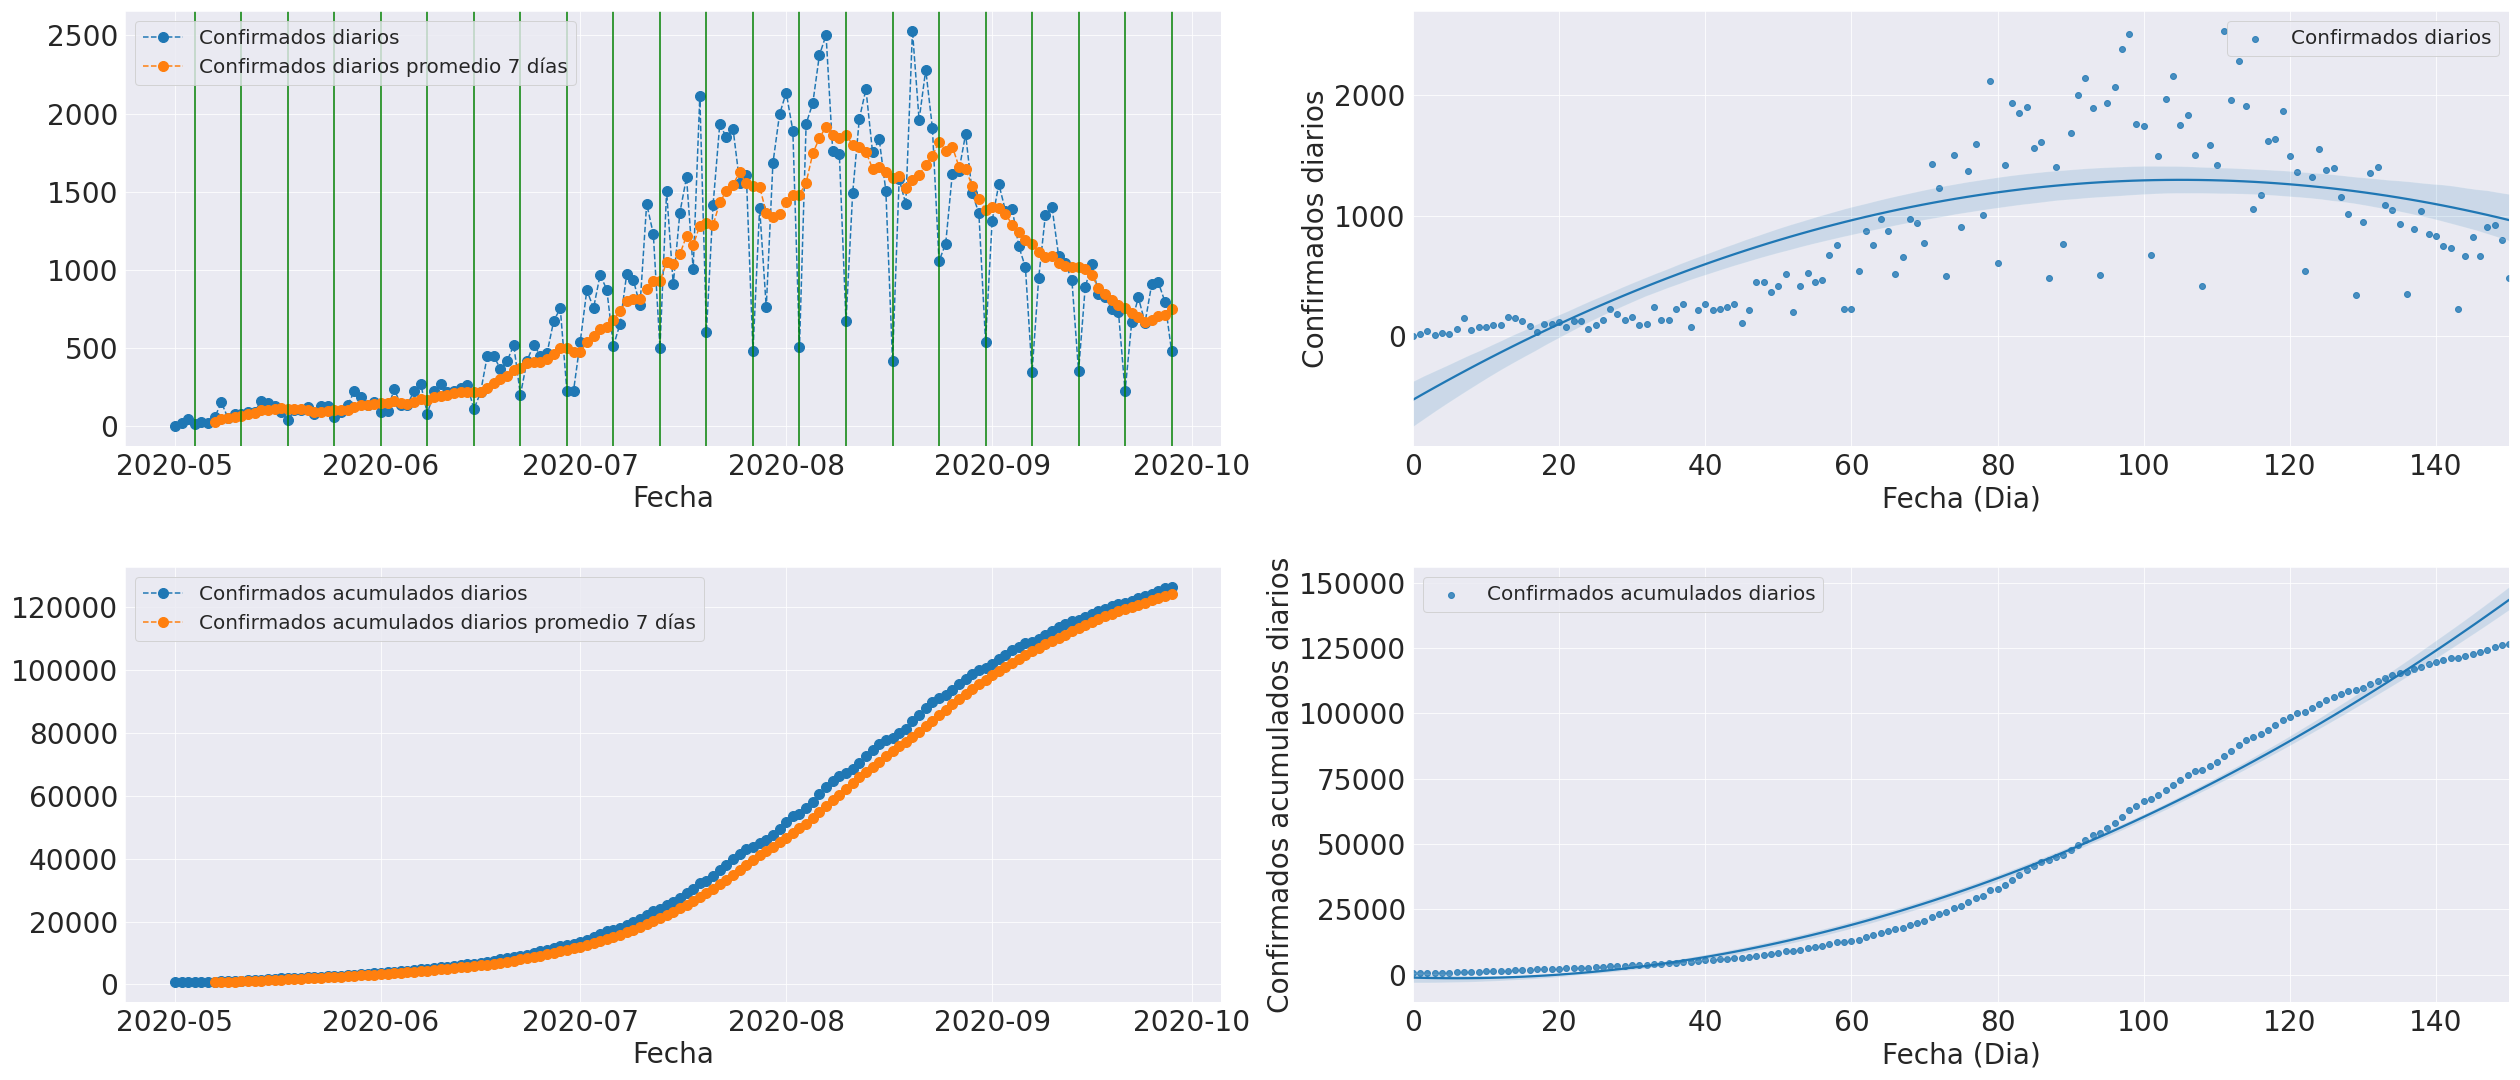 Confirmados diarios
Confirmados diarios promedio 7 días
2500
2000
1500
1000
500
0
2020-05 2020-06 2020-07 2020-08 2020-09 2020-10
Fecha
Confirmados diarios
Confirmados diarios
2000
1000
0
0 20 40 60 80 100 120 140
Fecha (Dia)
Confirmados acumulados diarios
Confirmados acumulados diarios promedio 7 días
120000
100000
80000
60000
40000
20000
0
2020-05 2020-06 2020-07 2020-08 2020-09 2020-10
Fecha
Confirmados acumulados diarios
Confirmados acumulados diarios
150000
125000
100000
75000
50000
25000
0
0 20 40 60 80 100 120 140
Fecha (Dia)